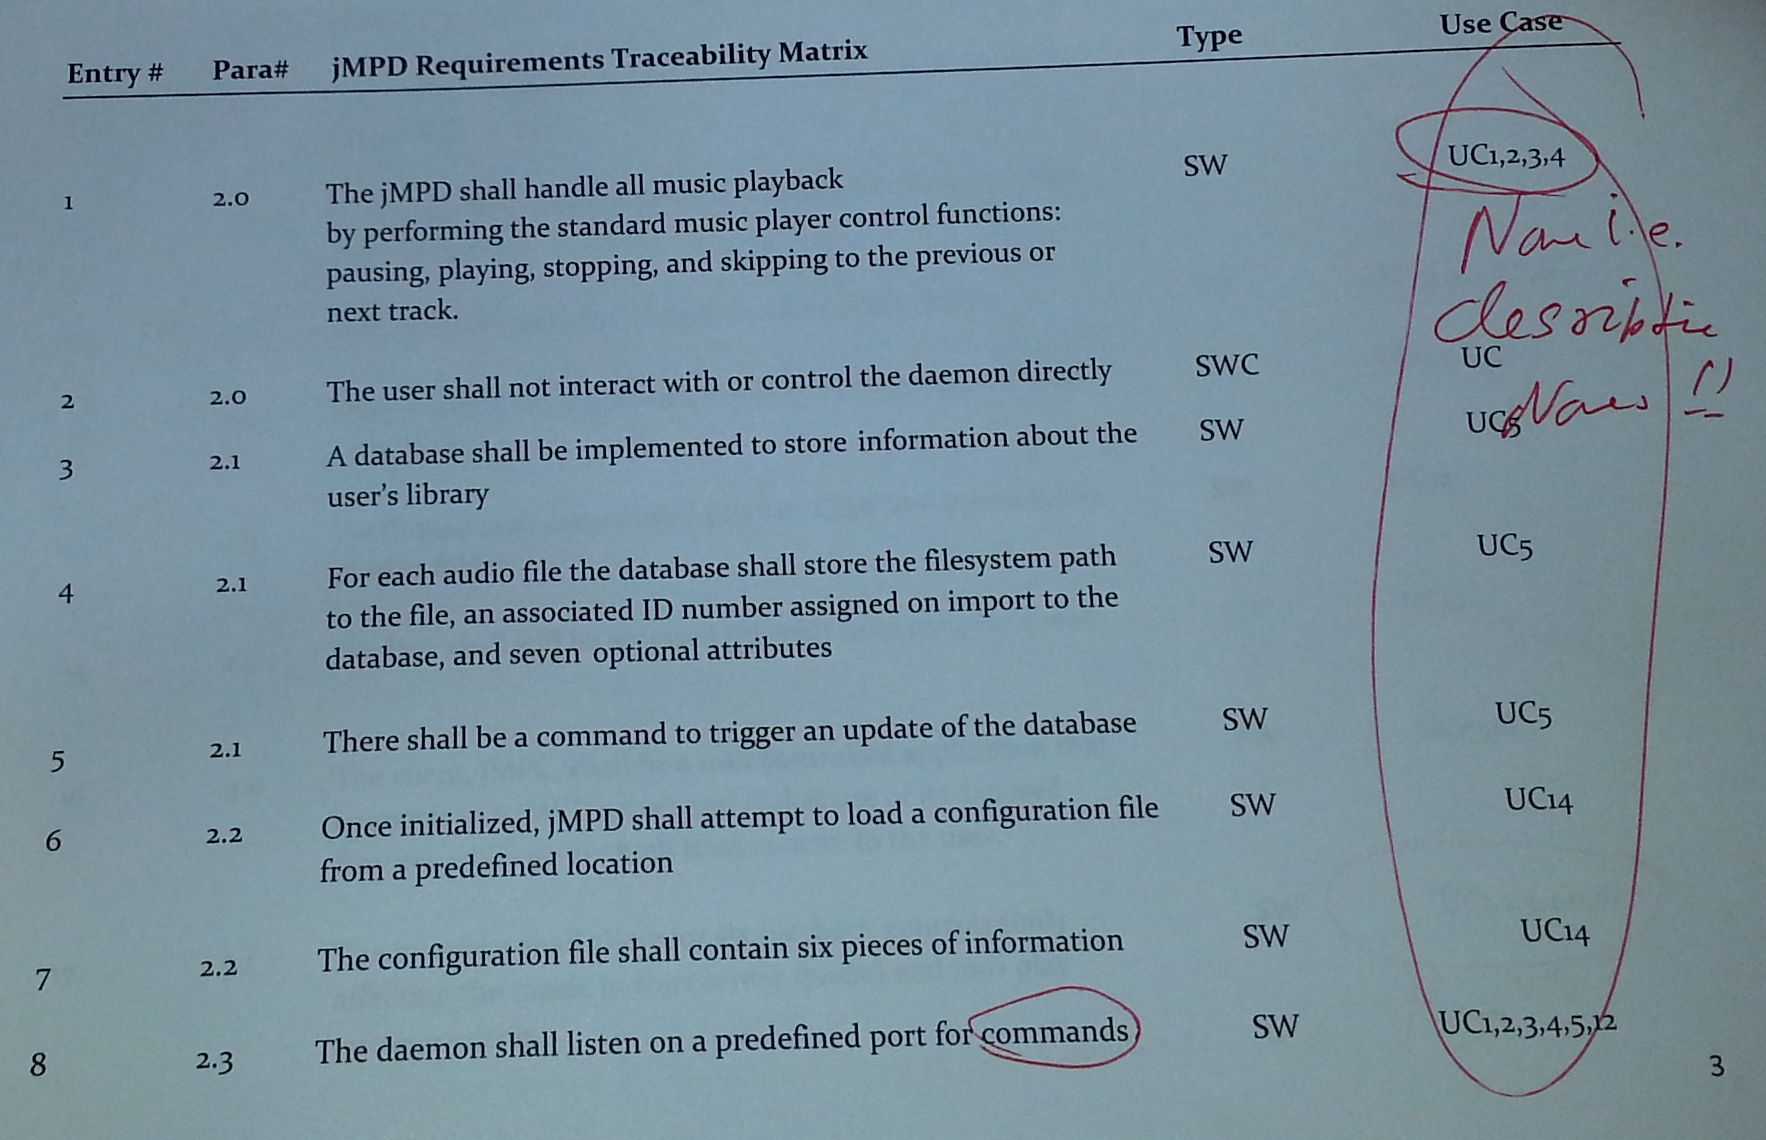 Entry # Para# jMPD Requirements Traceability Matrix Type Use Case
1 2.0 The jMPD shall handle all music playback SW UC1,2,3,4
by performing the standard music player control functions:
pausing, playing, stopping, and skipping to the previous or
next track.
Name i.e.
descriptive
Names !!
2 2.0 The user shall not interact with or control the daemon directly SWC UC
3 2.1 A database shall be implemented to store information about the SW UC5
user's library
4 2.1 For each audio file the database shall store the filesystem path SW UC5
to the file, an associated ID number assigned on import to the
database, and seven optional attributes
5 2.1 There shall be a command to trigger an update of the database SW UC5
6 2.2 Once initialized, jMPD shall attempt to load a configuration file SW UC14
from a predefined location
7 2.2 The configuration file shall contain six pieces of information SW UC14
8 2.3 The daemon shall listen on a predefined port for commands SW UC1,2,3,4,5,12
3